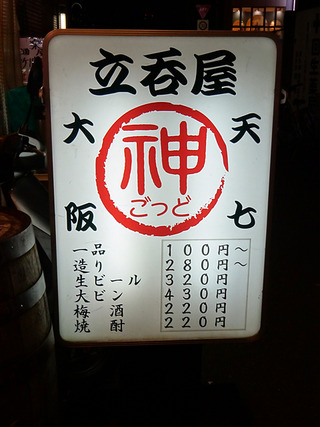 立呑屋
大阪
神
ごっど
天七
一品 100円~
造り 280円~
生ビール 320円
大ビン 430円
梅酒 220円
焼酎 220円